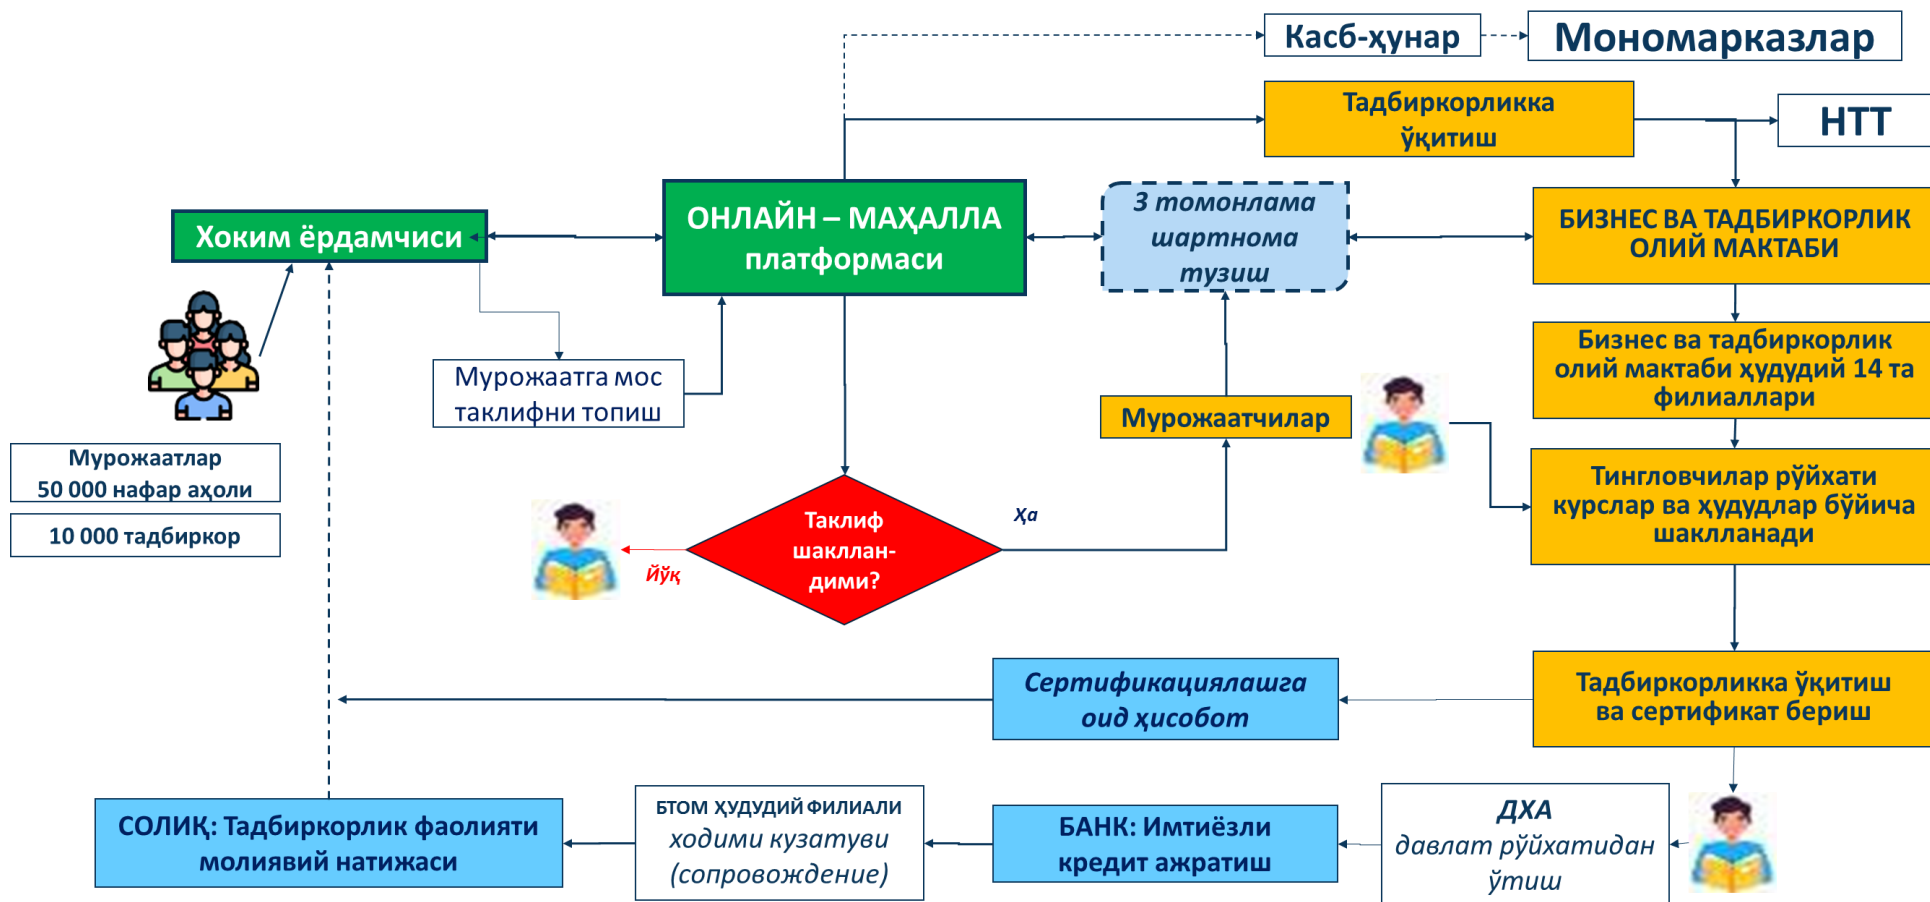 Касб-ҳунар
Мономарказлар
Тадбиркорликка
ўқитиш
НТТ
Хоким ёрдамчиси
ОНЛАЙН – МАҲАЛЛА
платформаси
3 томонлама
шартнома
тузиш
БИЗНЕС ВА ТАДБИРКОРЛИК
ОЛИЙ МАКТАБИ
Мурожаатга мос
таклифни топиш
Бизнес ва тадбиркорлик
олий мактаби ҳудудий 14 та
филиаллари
Мурожаатчилар
Мурожаатлар
50 000 нафар аҳоли
10 000 тадбиркор
Таклиф
шакллан-
дими?
Ҳа
Йўқ
Тингловчилар рўйхати
курслар ва ҳудудлар бўйича
шаклланади
Сертификациялашга
оид ҳисобот
Тадбиркорликка ўқитиш
ва сертификат бериш
СОЛИҚ: Тадбиркорлик фаолияти
молиявий натижаси
БТОМ ҲУДУДИЙ ФИЛИАЛИ
ходими кузатуви
(сопровождение)
БАНК: Имтиёзли
кредит ажратиш
ДХА
давлат рўйхатидан
ўтиш